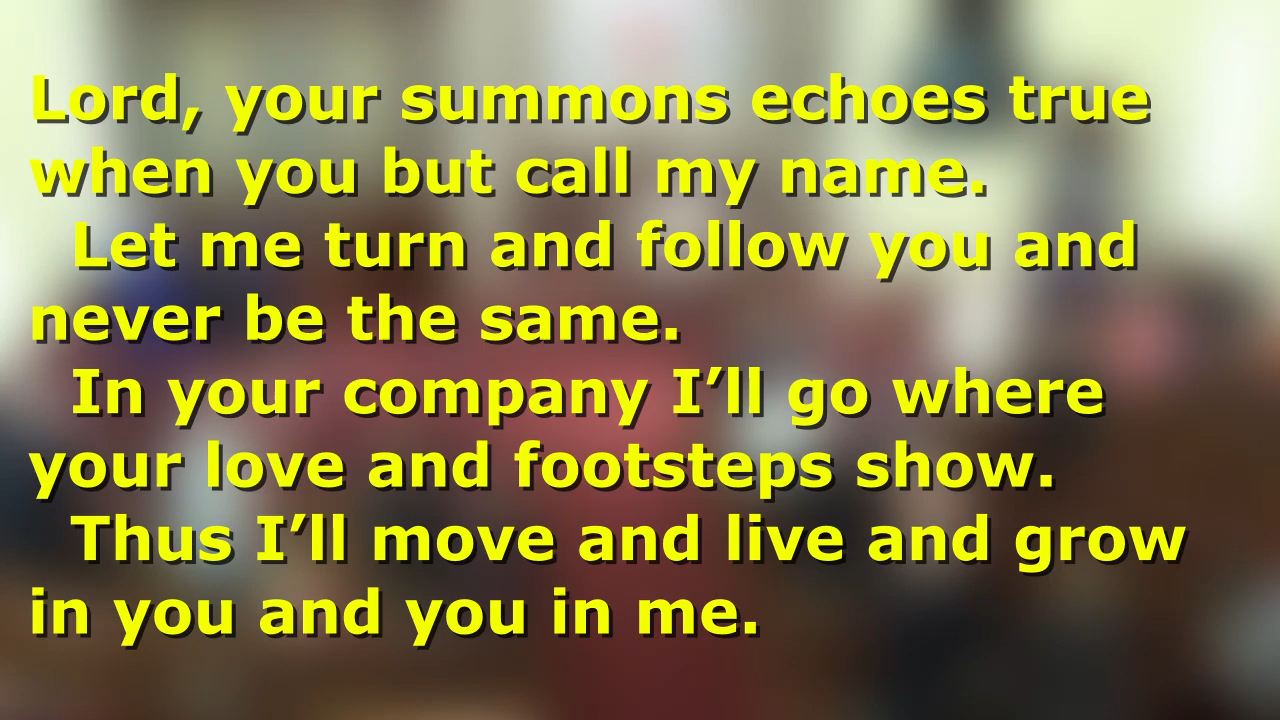 Lord, your summons echoes true
when you but call my name.
Let me turn and follow you and
never be the same.
In your company I’ll go where
your love and footsteps show.
Thus I’ll move and live and grow
in you and you in me.